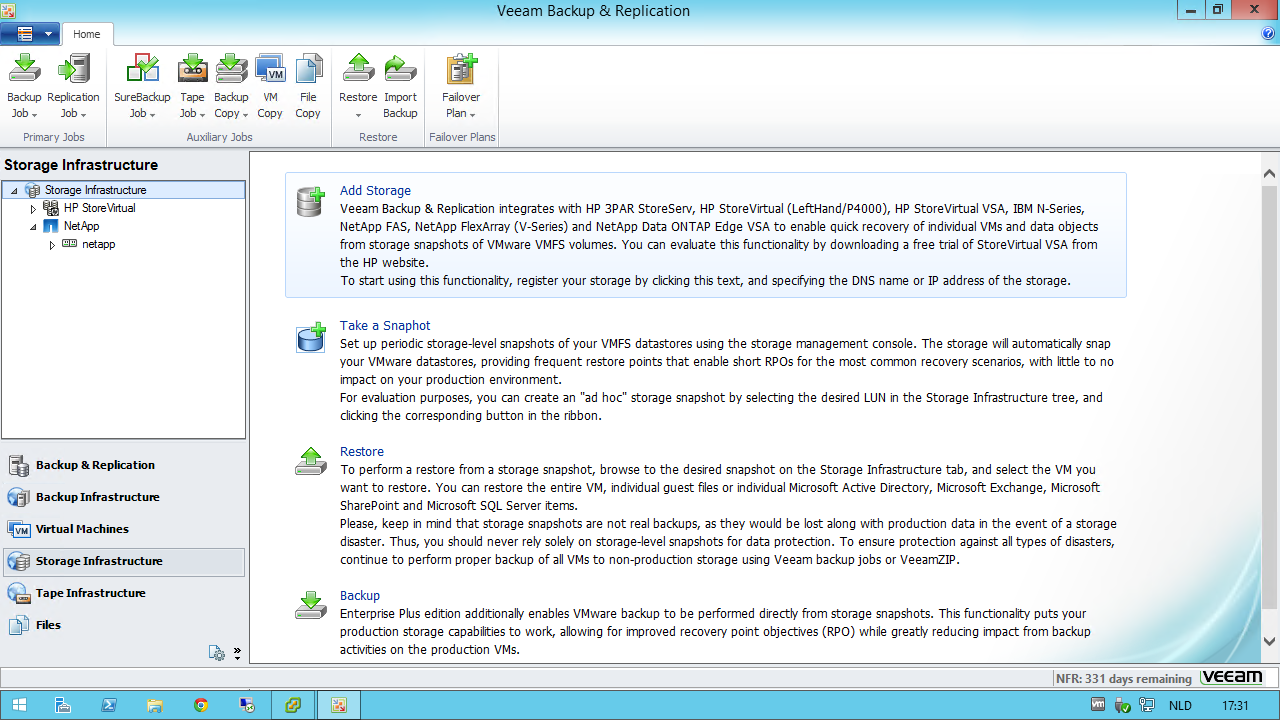 Veeam Backup & Replication
Home
Backup Job
Replication Job
Primary Jobs
SureBackup Job
Tape Job
Backup Copy
VM Copy
File Copy
Auxiliary Jobs
Restore
Import Backup
Restore
Failover Plan
Failover Plans
Storage Infrastructure
Storage Infrastructure
HP StoreVirtual
NetApp
netapp
Backup & Replication
Backup Infrastructure
Virtual Machines
Storage Infrastructure
Tape Infrastructure
Files
Add Storage
Veeam Backup & Replication integrates with HP 3PAR StoreServ, HP StoreVirtual (LeftHand/P4000), HP StoreVirtual VSA, IBM N-Series,
NetApp FAS, NetApp FlexArray (V-Series) and NetApp Data ONTAP Edge VSA to enable quick recovery of individual VMs and data objects
from storage snapshots of VMware VMFS volumes. You can evaluate this functionality by downloading a free trial of StoreVirtual VSA from
the HP website.
To start using this functionality, register your storage by clicking this text, and specifying the DNS name or IP address of the storage.
Take a Snaphot
Set up periodic storage-level snapshots of your VMFS datastores using the storage management console. The storage will automatically snap
your VMware datastores, providing frequent restore points that enable short RPOs for the most common recovery scenarios, with little to no
impact on your production environment.
For evaluation purposes, you can create an "ad hoc" storage snapshot by selecting the desired LUN in the Storage Infrastructure tree, and
clicking the corresponding button in the ribbon.
Restore
To perform a restore from a storage snapshot, browse to the desired snapshot on the Storage Infrastructure tab, and select the VM you
want to restore. You can restore the entire VM, individual guest files or individual Microsoft Active Directory, Microsoft Exchange, Microsoft
SharePoint and Microsoft SQL Server items.
Please, keep in mind that storage snapshots are not real backups, as they would be lost along with production data in the event of a storage
disaster. Thus, you should never rely solely on storage-level snapshots for data protection. To ensure protection against all types of disasters,
continue to perform proper backup of all VMs to non-production storage using Veeam backup jobs or VeeamZIP.
Backup
Enterprise Plus edition additionally enables VMware backup to be performed directly from storage snapshots. This functionality puts your
production storage capabilities to work, allowing for improved recovery point objectives (RPO) while greatly reducing impact from backup
activities on the production VMs.
NFR: 331 days remaining
veeam
NLD
17:31